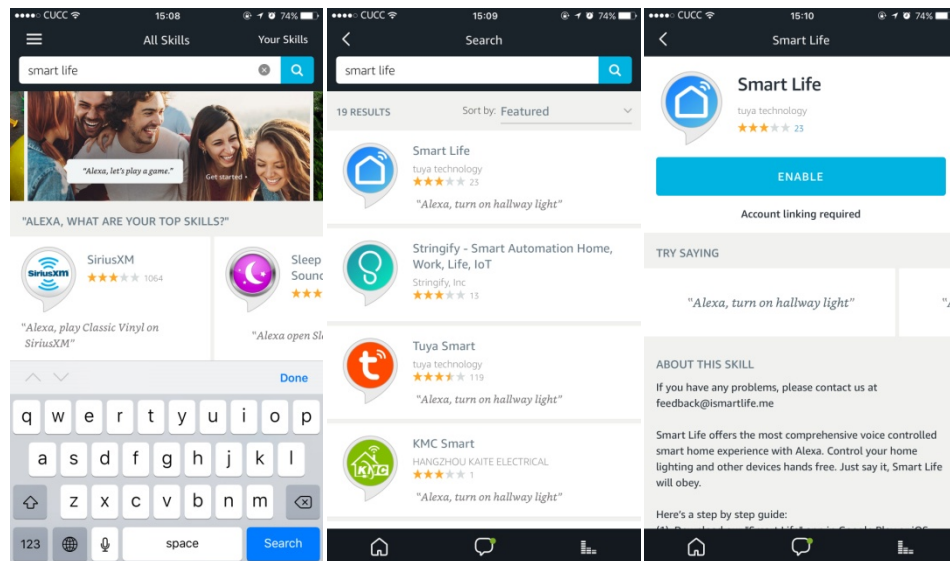 CUCC 15:08 74%
All Skills Your Skills
smart life
"Alexa, let's play a game."
Get started ›
"ALEXA, WHAT ARE YOUR TOP SKILLS?"
SiriusXM
SiriusXM
1064
"Alexa, play Classic Vinyl on
SiriusXM"
Sleep
Sound
"Alexa open Sl
Done
q w e r t y u i o p
a s d f g h j k l
z x c v b n m
123 space Search
CUCC 15:09 74%
Search
smart life
19 RESULTS Sort by: Featured
Smart Life
tuya technology
23
"Alexa, turn on hallway light"
Stringify - Smart Automation Home,
Work, Life, IoT
Stringify, Inc
13
Tuya Smart
tuya technology
119
"Alexa, turn on hallway light"
KMC
KMC Smart
HANGZHOU KAITE ELECTRICAL
1
"Alexa, turn on hallway light"
CUCC 15:10 74%
Smart Life
Smart Life
tuya technology
23
ENABLE
Account linking required
TRY SAYING
"Alexa, turn on hallway light"
ABOUT THIS SKILL
If you have any problems, please contact us at
feedback@ismartlife.me
Smart Life offers the most comprehensive voice controlled
smart home experience with Alexa. Control your home
lighting and other devices hands free. Just say it, Smart Life
will obey.
Here's a step by step guide: